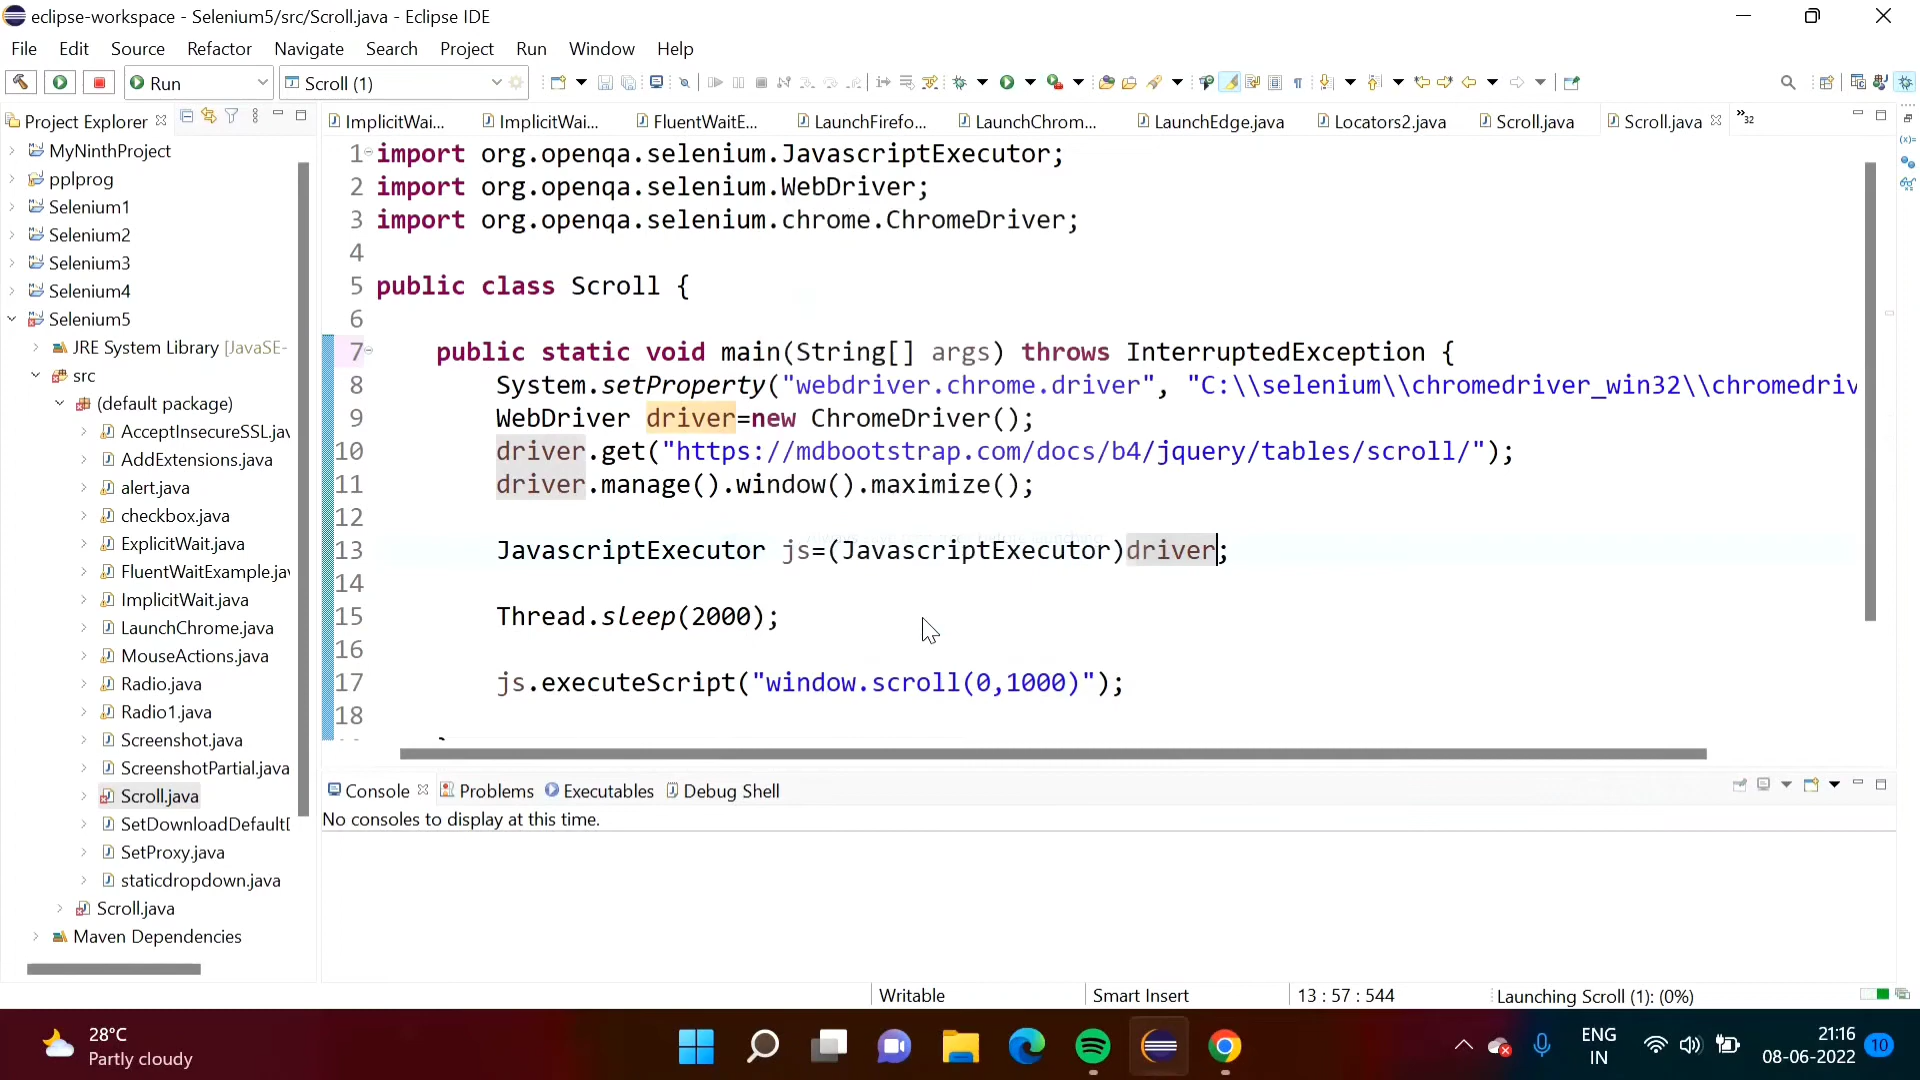 eclipse-workspace - Selenium5/src/Scroll.java - Eclipse IDE
File Edit Source Refactor Navigate Search Project Run Window Help
Run Scroll (1)
Project Explorer
ImplicitWai... ImplicitWai... FluentWaitE... LaunchFirefo... LaunchChrom... LaunchEdge.java Locators2.java Scroll.java Scroll.java 32
MyNinthProject
pplprog
Selenium1
Selenium2
Selenium3
Selenium4
Selenium5
JRE System Library [JavaSE-
src
(default package)
AcceptInsecureSSL.jav
AddExtensions.java
alert.java
checkbox.java
ExplicitWait.java
FluentWaitExample.jav
ImplicitWait.java
LaunchChrome.java
MouseActions.java
Radio.java
Radio1.java
Screenshot.java
ScreenshotPartial.java
Scroll.java
SetDownloadDefault
SetProxy.java
staticdropdown.java
Scroll.java
Maven Dependencies
1 import org.openqa.selenium.JavascriptExecutor;
2 import org.openqa.selenium.WebDriver;
3 import org.openqa.selenium.chrome.ChromeDriver;
4
5 public class Scroll {
6
7 public static void main(String[] args) throws InterruptedException {
8 System.setProperty("webdriver.chrome.driver", "C:\\selenium\\chromedriver_win32\\chromedriv
9 WebDriver driver=new ChromeDriver();
10 driver.get("https://mdbootstrap.com/docs/b4/jquery/tables/scroll/");
11 driver.manage().window().maximize();
12
13 JavascriptExecutor js=(JavascriptExecutor)driver;
14
15 Thread.sleep(2000);
16
17 js.executeScript("window.scroll(0,1000)");
18
Console Problems Executables Debug Shell
No consoles to display at this time.
Writable Smart Insert 13 : 57 : 544 Launching Scroll (1): (0%)
28°C
Partly cloudy
ENG
IN
21:16
08-06-2022
10